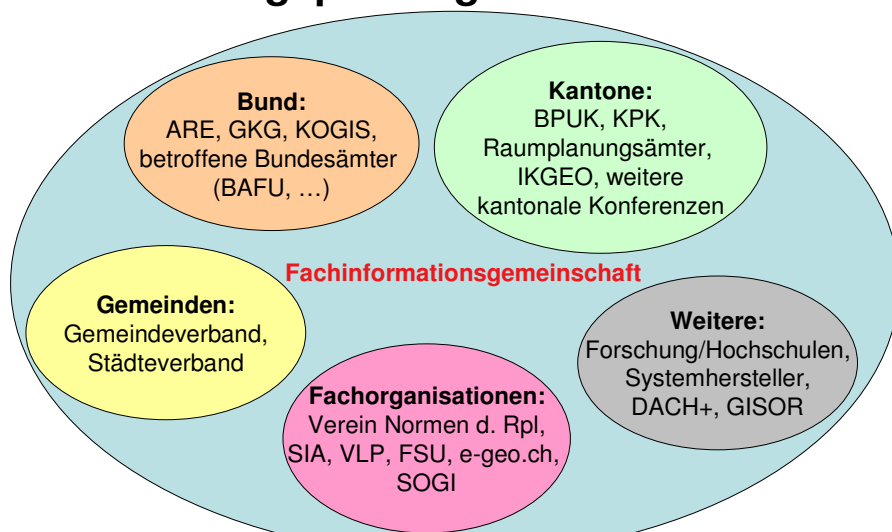 Bund:
ARE, GKG, KOGIS,
betroffene Bundesämter
(BAFU, …)
Kantone:
BPUK, KPK,
Raumplanungsämter,
IKGEO, weitere
kantonale Konferenzen
Fachinformationsgemeinschaft
Gemeinden:
Gemeindeverband,
Städteverband
Weitere:
Forschung/Hochschulen,
Systemhersteller,
DACH+, GISOR
Fachorganisationen:
Verein Normen d. Rpl,
SIA, VLP, FSU, e-geo.ch,
SOGI